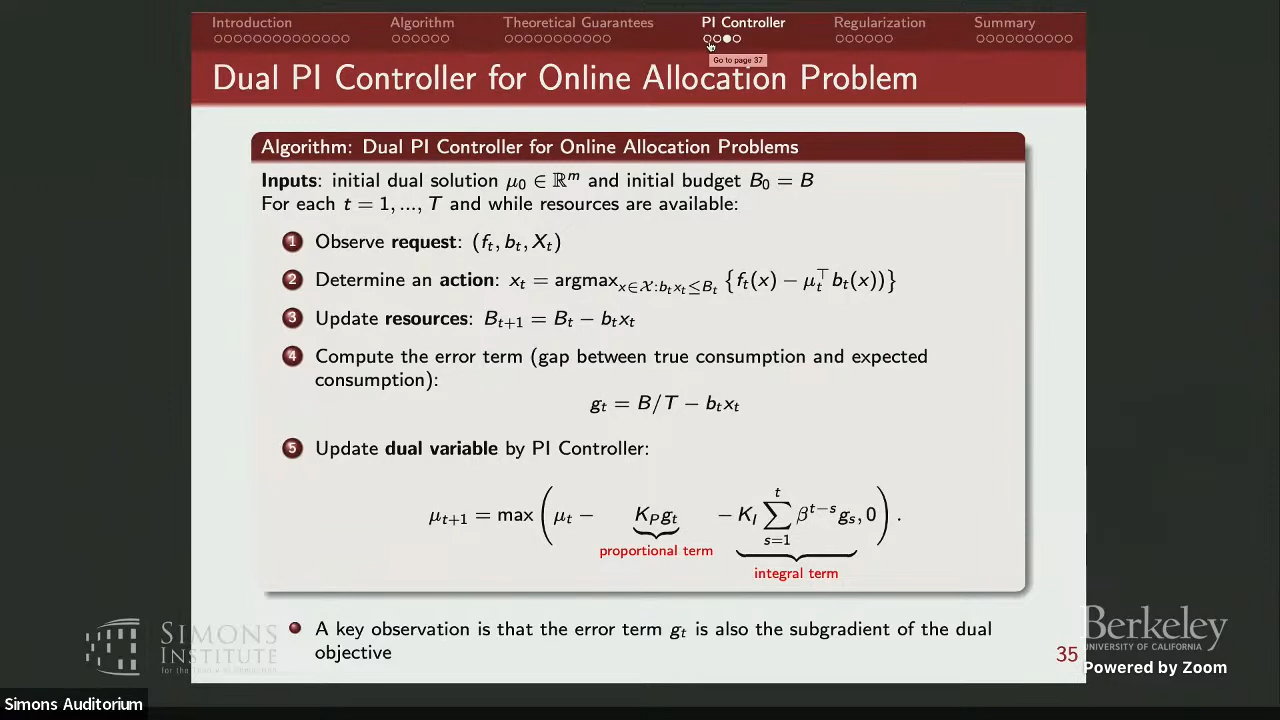 Introduction Algorithm Theoretical Guarantees PI Controller Regularization Summary
Go to page 37
Dual PI Controller for Online Allocation Problem
Algorithm: Dual PI Controller for Online Allocation Problems
Inputs: initial dual solution μ₀ ∈ ℝᵐ and initial budget B₀ = B
For each t = 1, ..., T and while resources are available:
1 Observe request: (f_t, b_t, X_t)
2 Determine an action: x_t = argmax_{x∈𝒳:b_t x_t≤B_t} {f_t(x) − μ_t^⊤ b_t(x))}
3 Update resources: B_{t+1} = B_t − b_t x_t
4 Compute the error term (gap between true consumption and expected
consumption):
g_t = B/T − b_t x_t
5 Update dual variable by PI Controller:
μ_{t+1} = max (μ_t − K_P g_t − K_I ∑_{s=1}^{t} β^{t−s} g_s, 0) .
proportional term
integral term
A key observation is that the error term g_t is also the subgradient of the dual
objective
35
SIMONS
INSTITUTE
Berkeley
UNIVERSITY OF CALIFORNIA
Powered by Zoom
Simons Auditorium